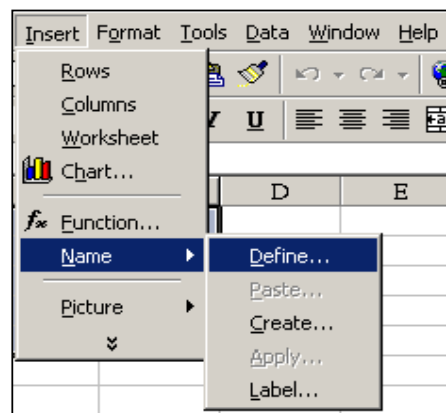 Insert Format Tools Data Window Help
Rows
Columns
Worksheet
Chart...
Function...
Name
Picture
U
D E
Define...
Paste...
Create...
Apply...
Label...